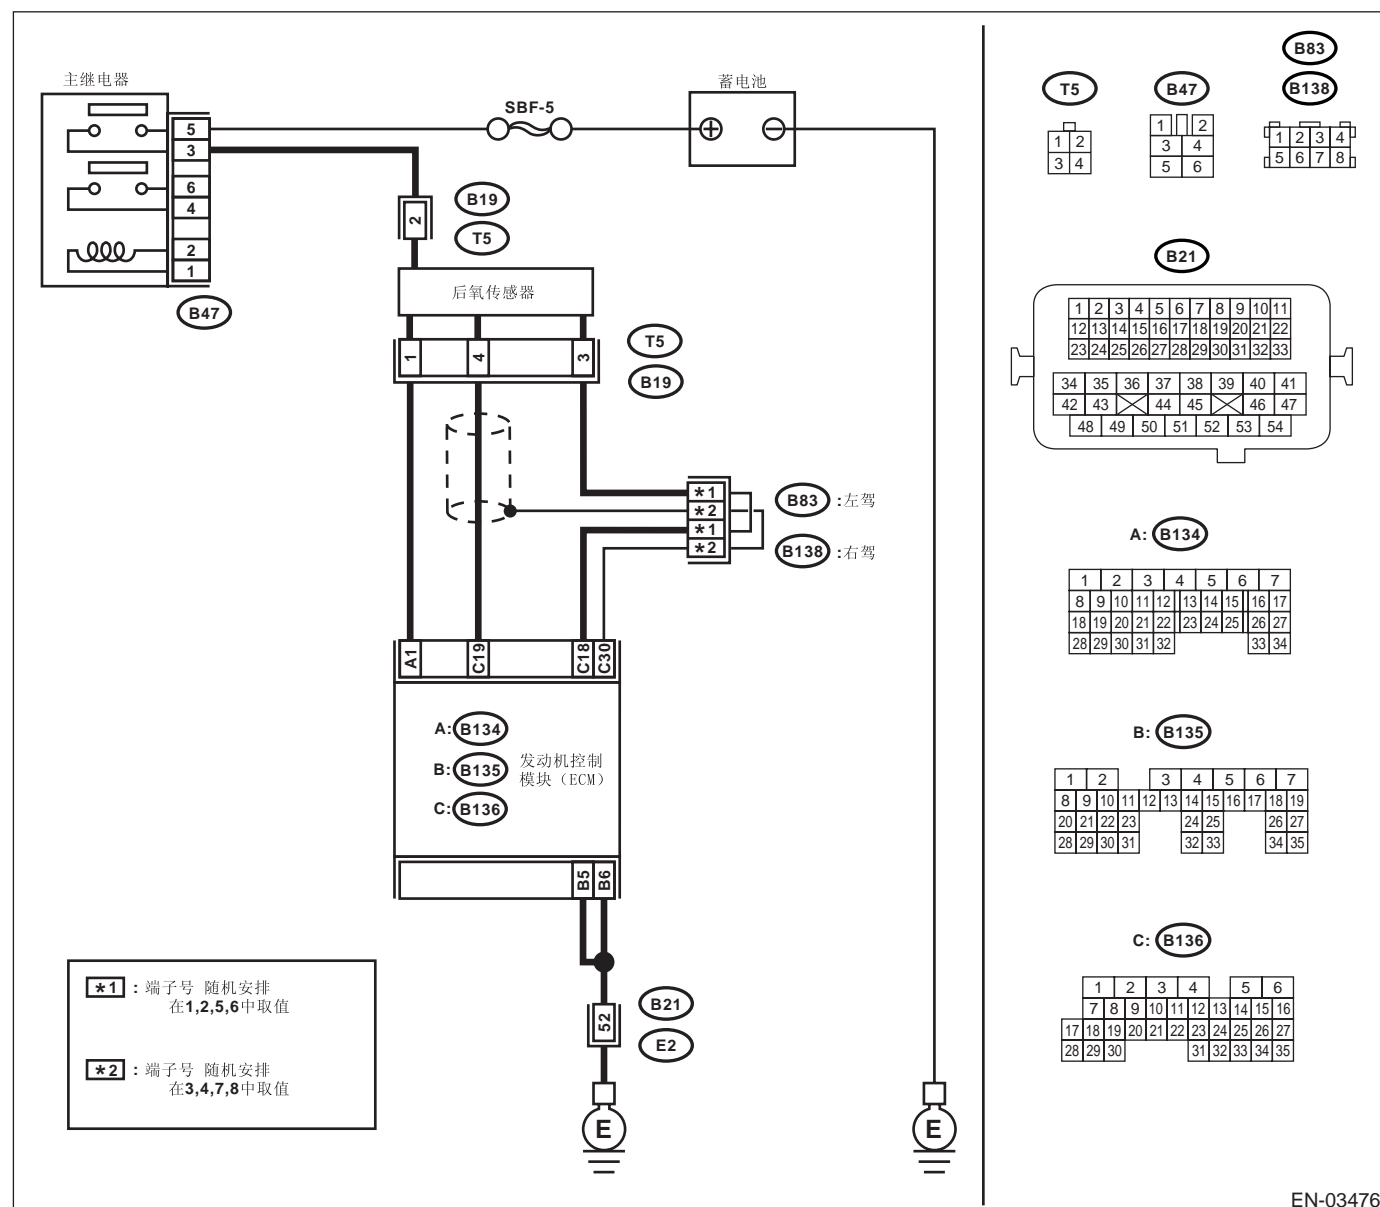 主继电器
5
3
6
4
2
1
B47
SBF-5
蓄电池
2
B19
T5
后氧传感器
1 4 3
T5
B19
*1
*2
*1
*2
B83 :左驾
B138 :右驾
A1 C19 C18 C30
A: B134
B: B135
C: B136
发动机控制
模块（ECM）
B5 B6
52
B21
E2
E
E
*1 : 端子号 随机安排
在1,2,5,6中取值
*2 : 端子号 随机安排
在3,4,7,8中取值
T5
1 2
3 4
B47
1 2
3 4
5 6
B83
B138
1 2 3 4
5 6 7 8
B21
1 2 3 4 5 6 7 8 9 10 11
12 13 14 15 16 17 18 19 20 21 22
23 24 25 26 27 28 29 30 31 32 33
34 35 36 37 38 39 40 41
42 43 44 45 46 47
48 49 50 51 52 53 54
A: B134
1 2 3 4 5 6 7
8 9 10 11 12 13 14 15 16 17
18 19 20 21 22 23 24 25 26 27
28 29 30 31 32 33 34
B: B135
1 2 3 4 5 6 7
8 9 10 11 12 13 14 15 16 17 18 19
20 21 22 23 24 25 26 27
28 29 30 31 32 33 34 35
C: B136
1 2 3 4 5 6
7 8 9 10 11 12 13 14 15 16
17 18 19 20 21 22 23 24 25 26 27
28 29 30 31 32 33 34 35
EN-03476